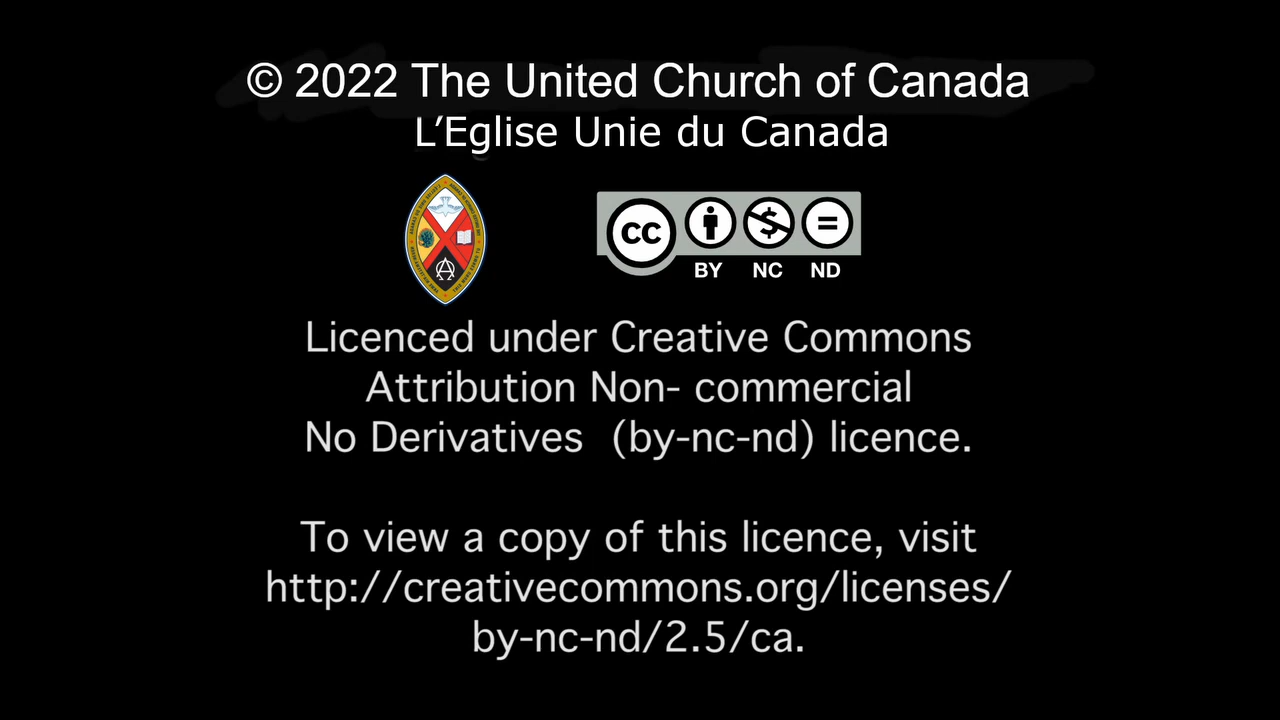 © 2022 The United Church of Canada
L’Eglise Unie du Canada
cc
BY NC ND
Licenced under Creative Commons
Attribution Non- commercial
No Derivatives (by-nc-nd) licence.
To view a copy of this licence, visit
http://creativecommons.org/licenses/
by-nc-nd/2.5/ca.